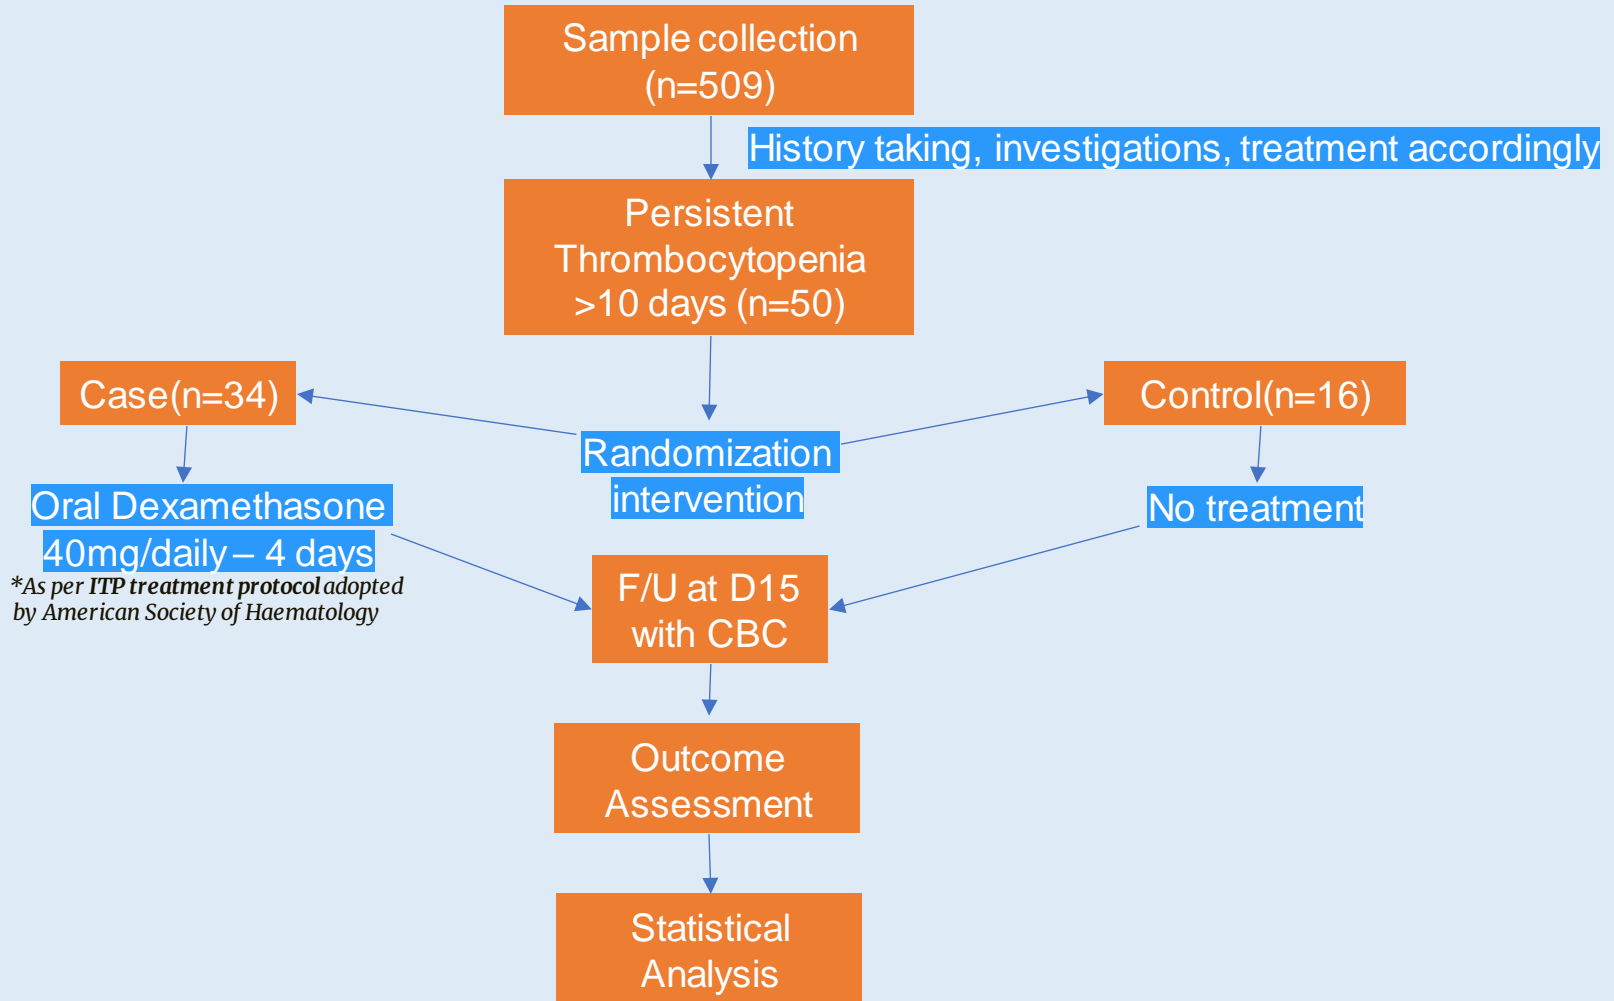 Sample collection
(n=509)
History taking, investigations, treatment accordingly
Persistent
Thrombocytopenia
>10 days (n=50)
Case(n=34)
Control(n=16)
Randomization
intervention
Oral Dexamethasone
40mg/daily – 4 days
*As per ITP treatment protocol adopted
by American Society of Haematology
No treatment
F/U at D15
with CBC
Outcome
Assessment
Statistical
Analysis